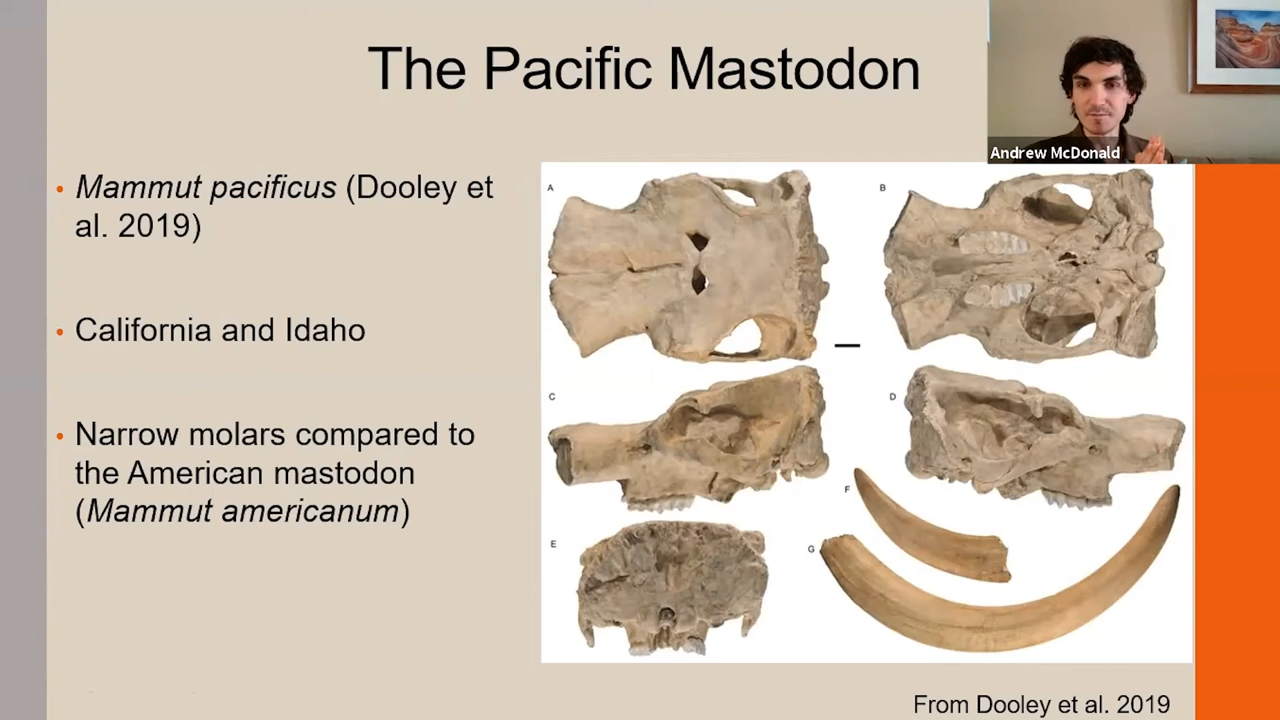 The Pacific Mastodon
Andrew McDonald
• Mammut pacificus (Dooley et
al. 2019)
• California and Idaho
• Narrow molars compared to
the American mastodon
(Mammut americanum)
A
B
C
D
E
F
G
From Dooley et al. 2019